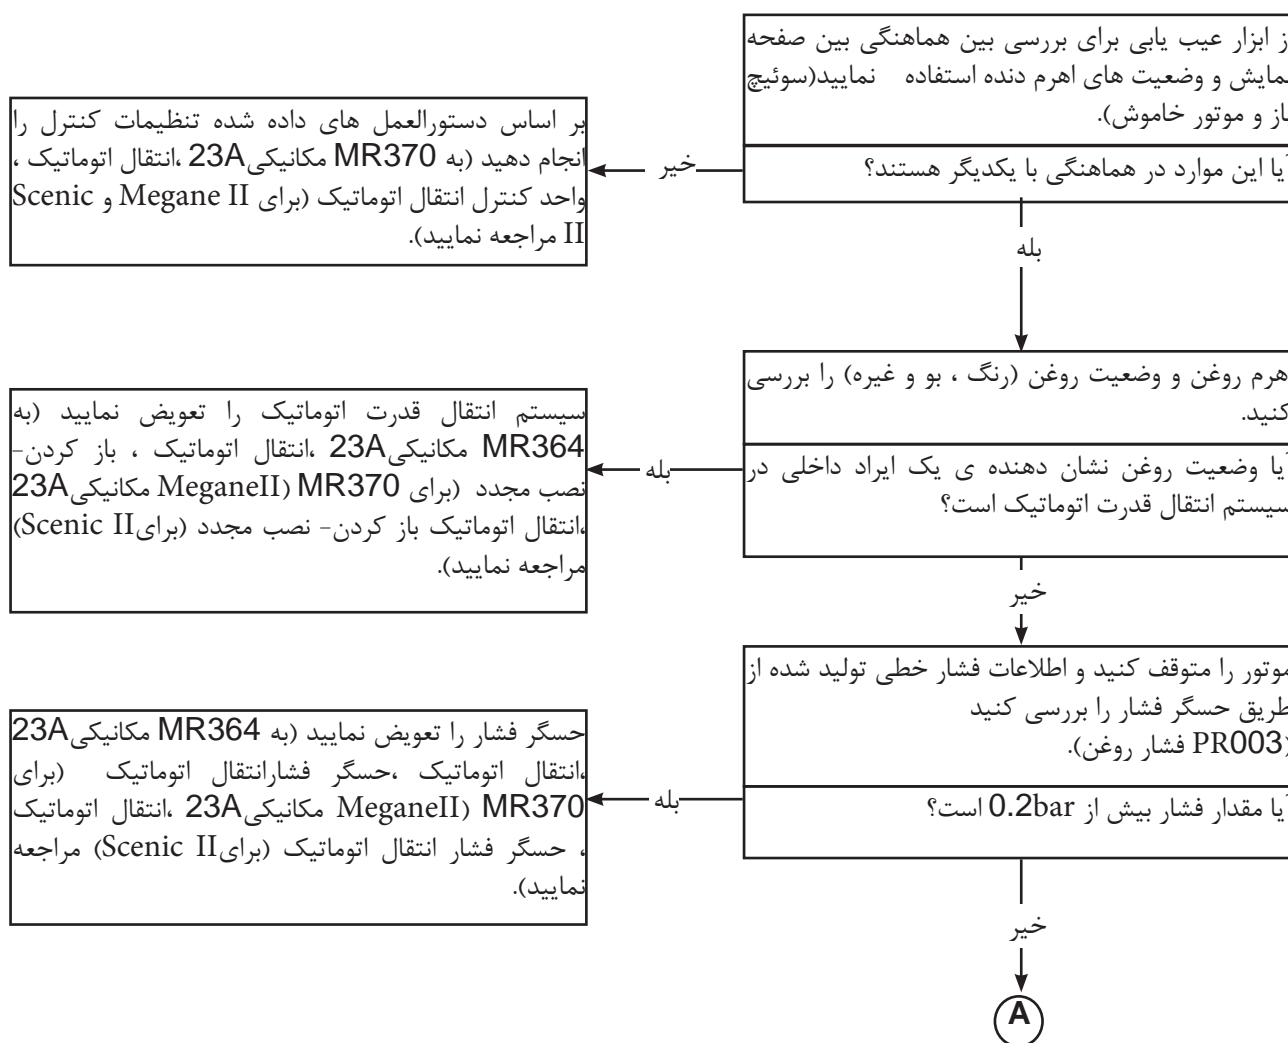 ز ابزار عیب یابی برای بررسی بین هماهنگی بین صفحه
نمایش و وضعیت های اهرم دنده استفاده نمایید(سوئیچ
باز و موتور خاموش).
آیا این موارد در هماهنگی با یکدیگر هستند؟
خیر
بر اساس دستورالعمل های داده شده تنظیمات کنترل را
انجام دهید (به MR370 مکانیکی23A ،انتقال اتوماتیک ،
واحد کنترل انتقال اتوماتیک (برای Megane II و Scenic
II مراجعه نمایید).
بله
هرم روغن و وضعیت روغن (رنگ ، بو و غیره) را بررسی
کنید.
آیا وضعیت روغن نشان دهنده ی یک ایراد داخلی در
سیستم انتقال قدرت اتوماتیک است؟
بله
سیستم انتقال قدرت اتوماتیک را تعویض نمایید (به
MR364 مکانیکی23A ،انتقال اتوماتیک ، باز کردن-
نصب مجدد (برای MeganeII) MR370 مکانیکی23A
،انتقال اتوماتیک باز کردن- نصب مجدد (برایScenic II)
مراجعه نمایید).
خیر
موتور را متوقف کنید و اطلاعات فشار خطی تولید شده از
طریق حسگر فشار را بررسی کنید
(PR003 فشار روغن).
آیا مقدار فشار بیش از 0.2bar است؟
بله
حسگر فشار را تعویض نمایید (به MR364 مکانیکی23A
،انتقال اتوماتیک ،حسگر فشارانتقال اتوماتیک (برای
MeganeII) MR370 مکانیکی23A ،انتقال اتوماتیک
، حسگر فشار انتقال اتوماتیک (برایScenic II) مراجعه
نمایید).
خیر
A